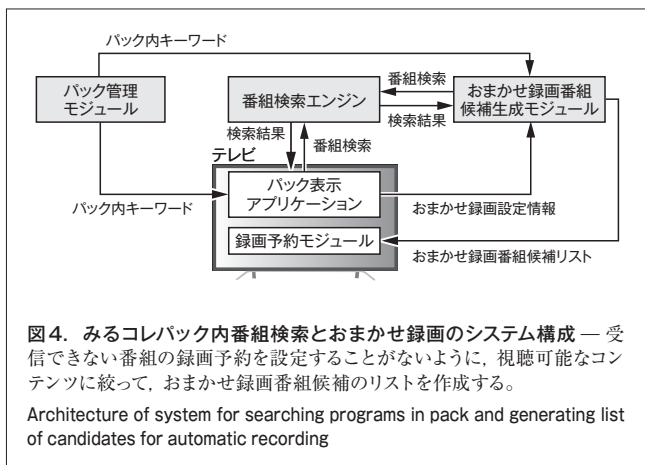 パック内キーワード
パック管理
モジュール
番組検索エンジン
番組検索
検索結果
おまかせ録画番組
候補生成モジュール
検索結果
番組検索
テレビ
パック表示
アプリケーション
パック内キーワード
おまかせ録画設定情報
録画予約モジュール
おまかせ録画番組候補リスト
図4. みるコレパック内番組検索とおまかせ録画のシステム構成 — 受
信できない番組の録画予約を設定することがないように, 視聴可能なコン
テンツに絞って, おまかせ録画番組候補のリストを作成する。
Architecture of system for searching programs in pack and generating list
of candidates for automatic recording